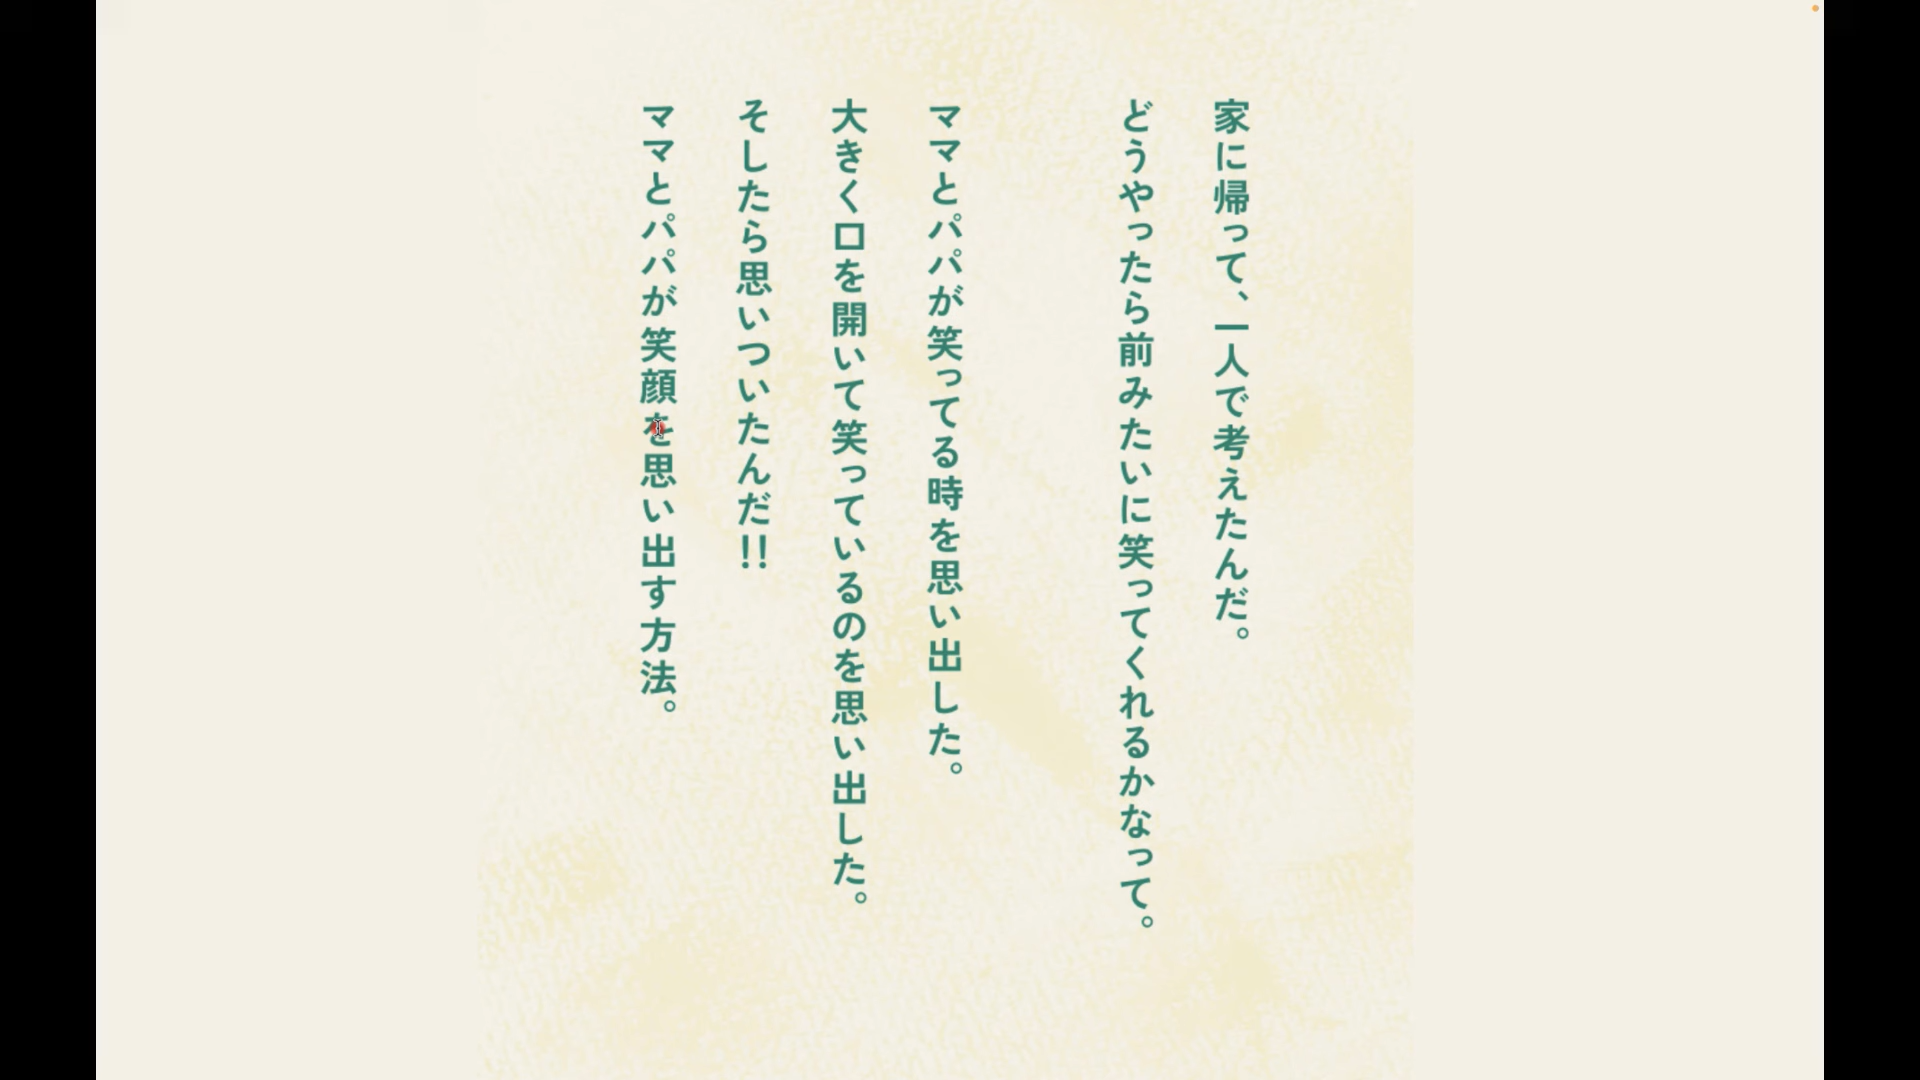 家に帰って、一人で考えたんだ。
どうやったら前みたいに笑ってくれるかなって。
ママとパパが笑ってる時を思い出した。
大きく口を開いて笑っているのを思い出した。
そしたら思いついたんだ!!
ママとパパが笑顔を思い出す方法。